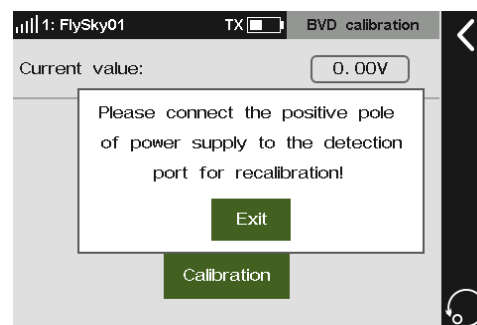 1: FlySky01 TX BVD calibration
Current value: 0.00V
Please connect the positive pole
of power supply to the detection
port for recalibration!
Exit
Calibration